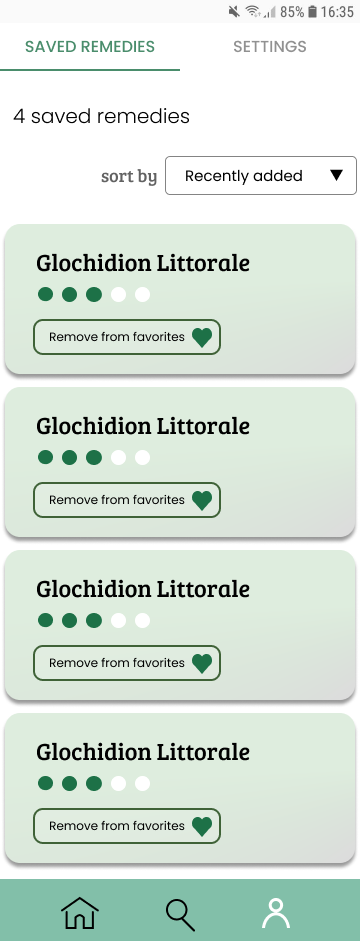 85% 16:35
SAVED REMEDIES SETTINGS
4 saved remedies
sort by Recently added
Glochidion Littorale
Remove from favorites
Glochidion Littorale
Remove from favorites
Glochidion Littorale
Remove from favorites
Glochidion Littorale
Remove from favorites